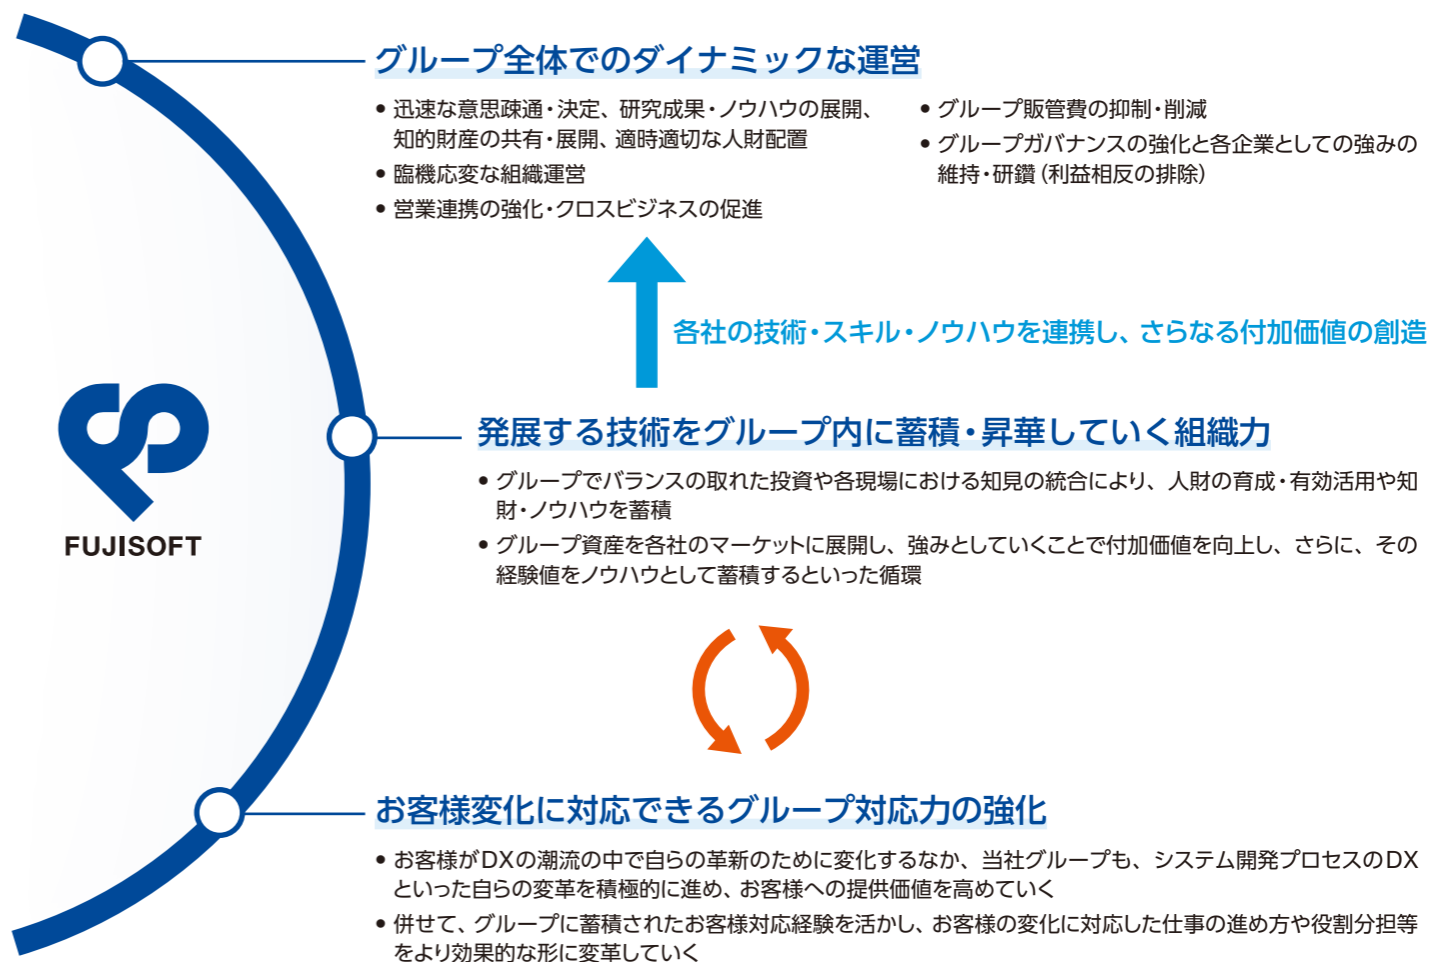 グループ全体でのダイナミックな運営
• 迅速な意思疎通・決定、研究成果・ノウハウの展開、
知的財産の共有・展開、適時適切な人財配置
• 臨機応変な組織運営
• 営業連携の強化・クロスビジネスの促進
• グループ販管費の抑制・削減
• グループガバナンスの強化と各企業としての強みの
維持・研鑽（利益相反の排除）
各社の技術・スキル・ノウハウを連携し、さらなる付加価値の創造
FUJISOFT
発展する技術をグループ内に蓄積・昇華していく組織力
• グループでバランスの取れた投資や各現場における知見の統合により、人財の育成・有効活用や知
財・ノウハウを蓄積
• グループ資産を各社のマーケットに展開し、強みとしていくことで付加価値を向上し、さらに、その
経験値をノウハウとして蓄積するといった循環
お客様変化に対応できるグループ対応力の強化
• お客様がDXの潮流の中で自らの革新のために変化するなか、当社グループも、システム開発プロセスのDX
といった自らの変革を積極的に進め、お客様への提供価値を高めていく
• 併せて、グループに蓄積されたお客様対応経験を活かし、お客様の変化に対応した仕事の進め方や役割分担等
をより効果的な形に変革していく